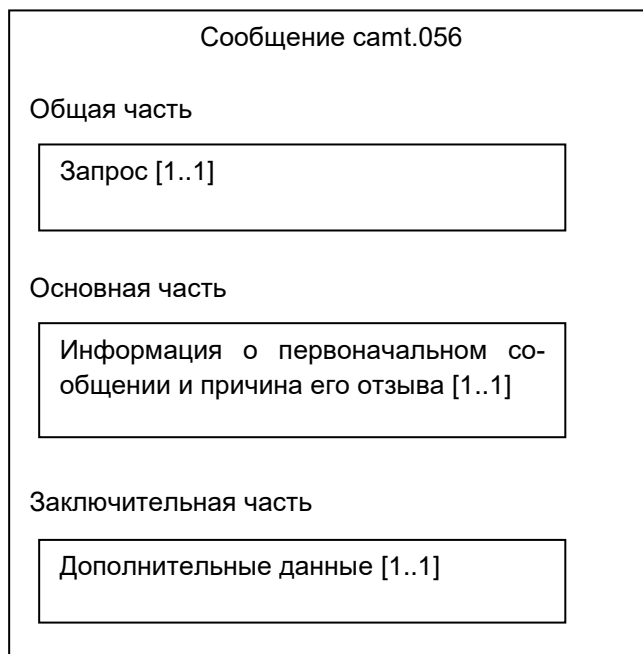 Сообщение camt.056
Общая часть
Запрос [1..1]
Основная часть
Информация о первоначальном со-
общении и причина его отзыва [1..1]
Заключительная часть
Дополнительные данные [1..1]